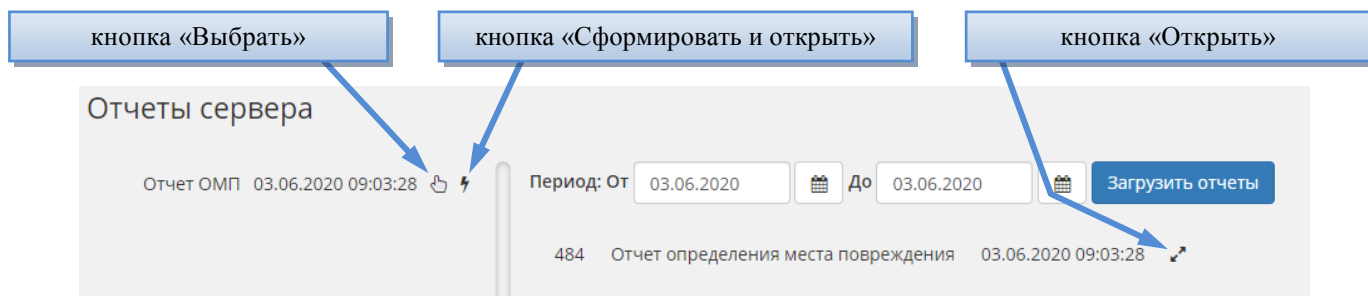 кнопка «Выбрать»
кнопка «Сформировать и открыть»
кнопка «Открыть»
Отчеты сервера
Отчет ОМП 03.06.2020 09:03:28
Период: От 03.06.2020 До 03.06.2020 Загрузить отчеты
484 Отчет определения места повреждения 03.06.2020 09:03:28